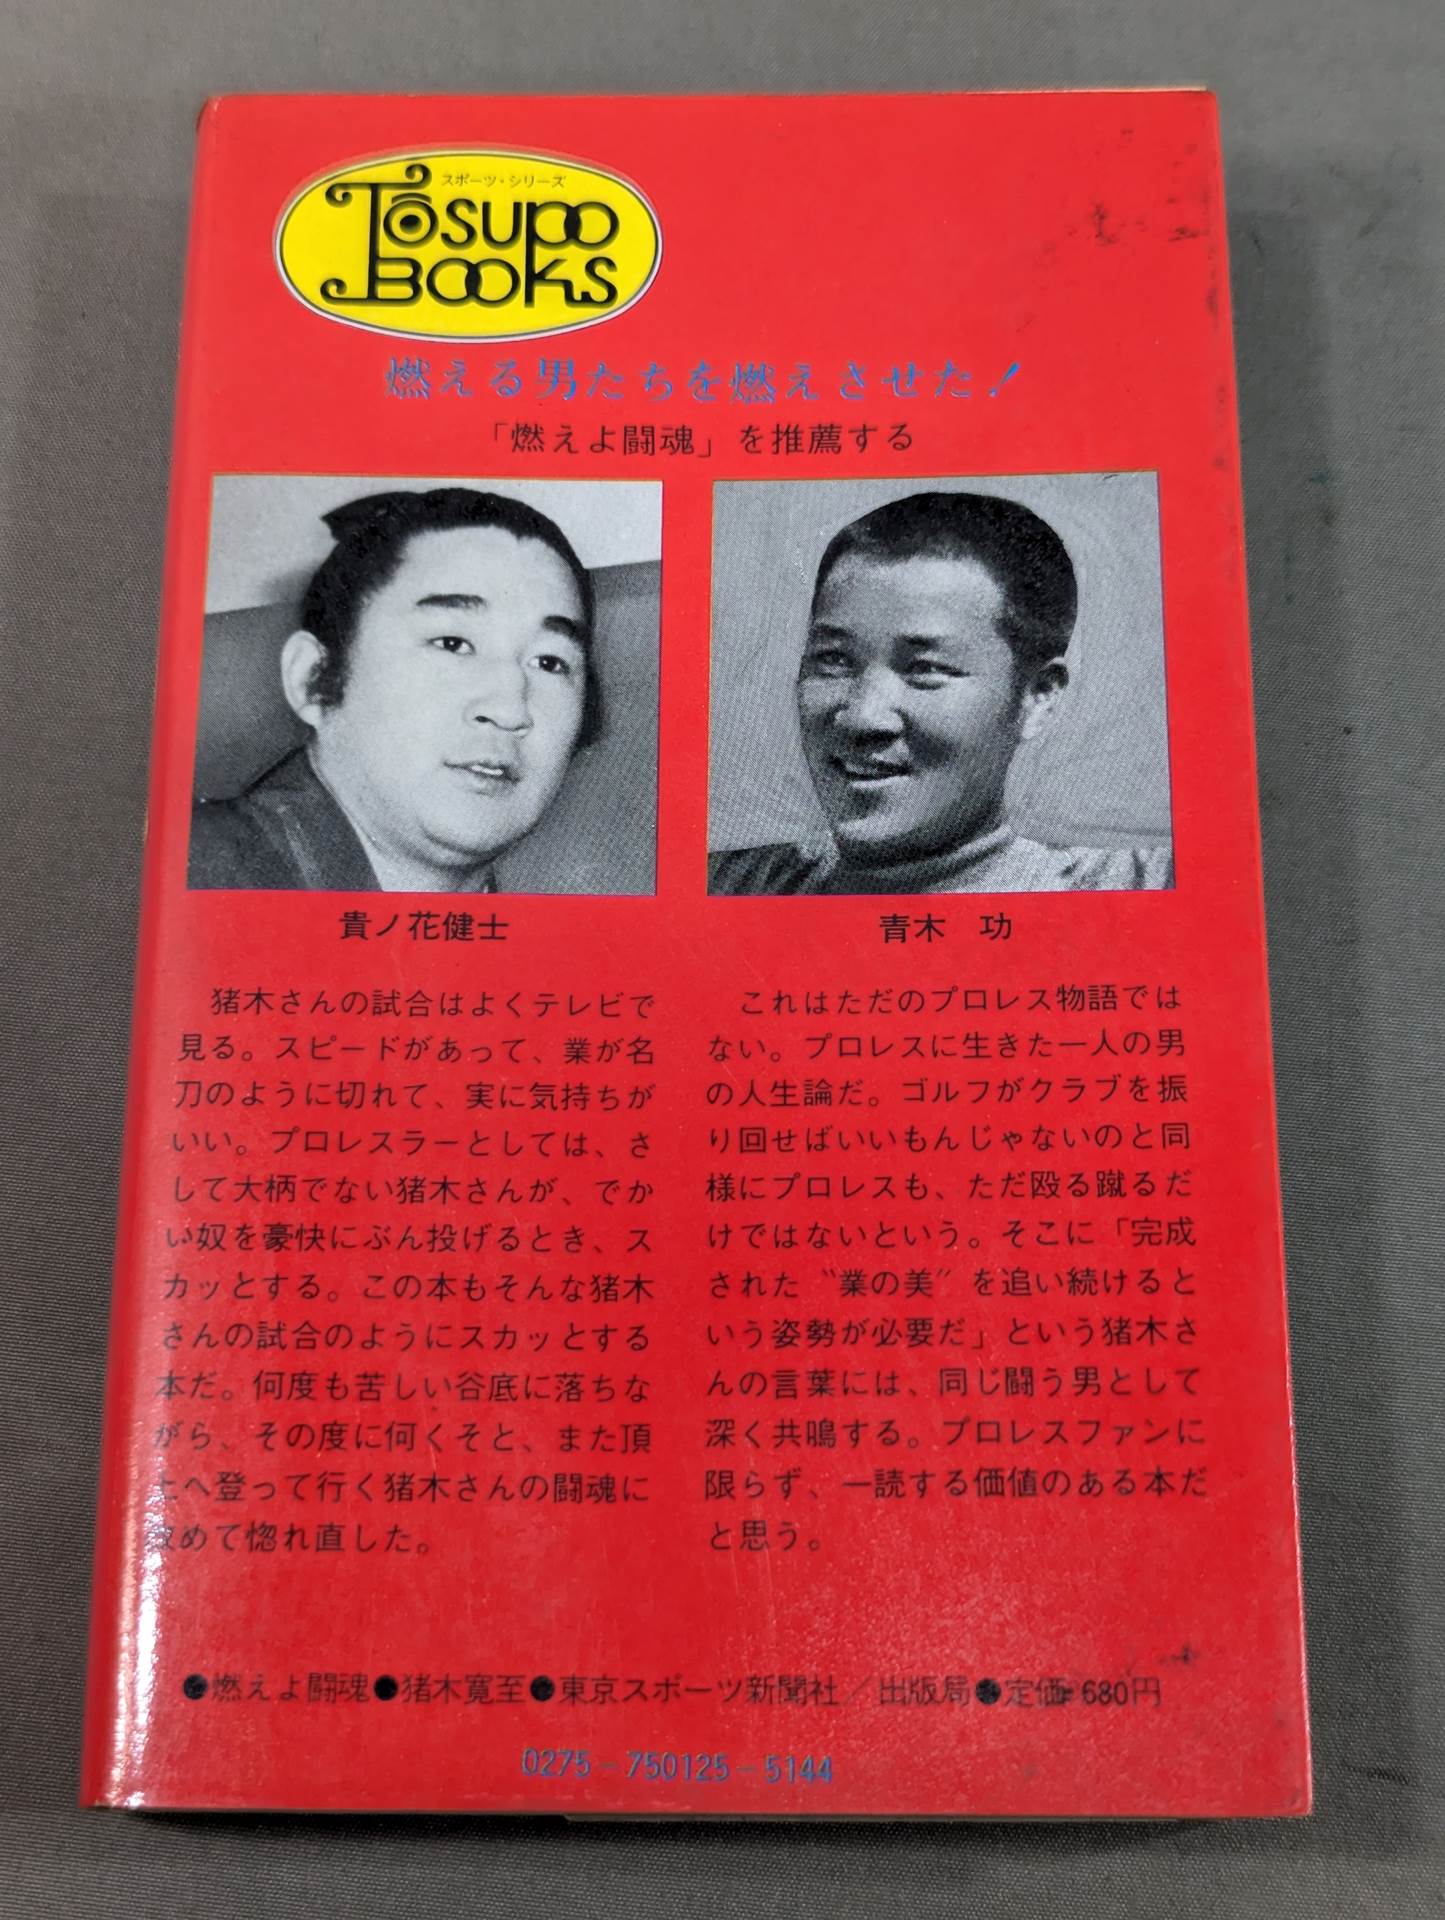 スポーツ・シリーズ
Tōsupo
Books
燃える男たちを燃えさせた!
「燃えよ闘魂」を推薦する
貴ノ花健士
猪木さんの試合はよくテレビで
見る。スピードがあって、業が名
刀のように切れて、実に気持ちが
いい。プロレスラーとしては、さ
して大柄でない猪木さんが、でか
い奴を豪快にぶん投げるとき、ス
カッとする。この本もそんな猪木
さんの試合のようにスカッとする
本だ。何度も苦しい谷底に落ちな
がら、その度に何くそと、また頂
上へ登って行く猪木さんの闘魂に
改めて惚れ直した。
青木 功
これはただのプロレス物語では
ない。プロレスに生きた一人の男
の人生論だ。ゴルフがクラブを振
り回せばいいもんじゃないのと同
様にプロレスも、ただ殴る蹴るだ
けではないという。そこに「完成
された〝業の美〟を追い続けると
いう姿勢が必要だ」という猪木さ
んの言葉には、同じ闘う男として
深く共鳴する。プロレスファンに
限らず、一読する価値のある本だ
と思う。
●燃えよ闘魂●猪木寛至●東京スポーツ新聞社/出版局●定価680円
0275-750125-5144